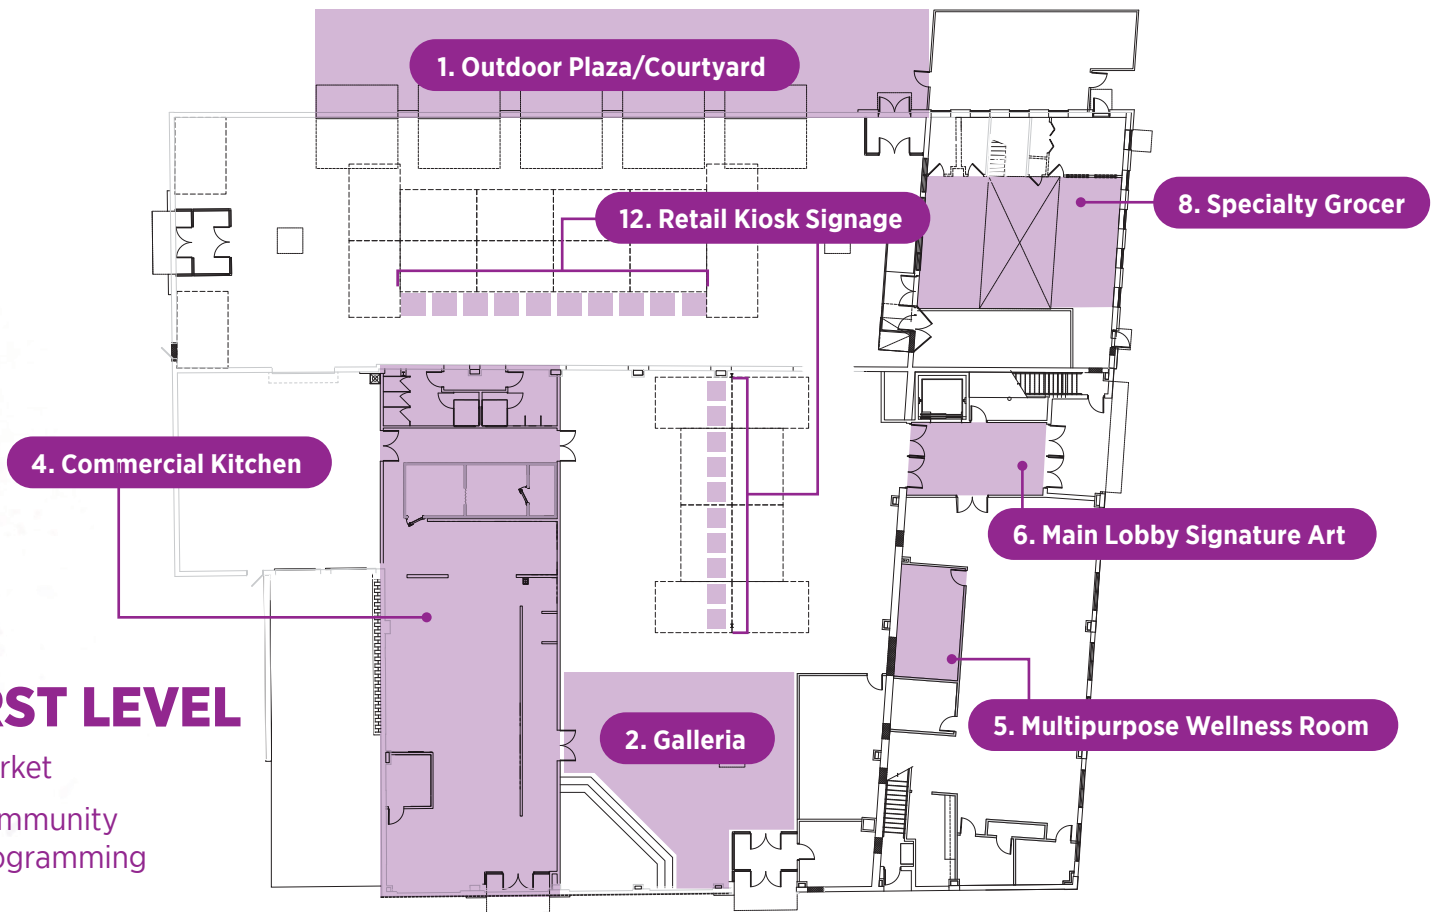 1. Outdoor Plaza/Courtyard
12. Retail Kiosk Signage
8. Specialty Grocer
4. Commercial Kitchen
6. Main Lobby Signature Art
5. Multipurpose Wellness Room
2. Galleria
RST LEVEL
rket
mmunity
ogramming